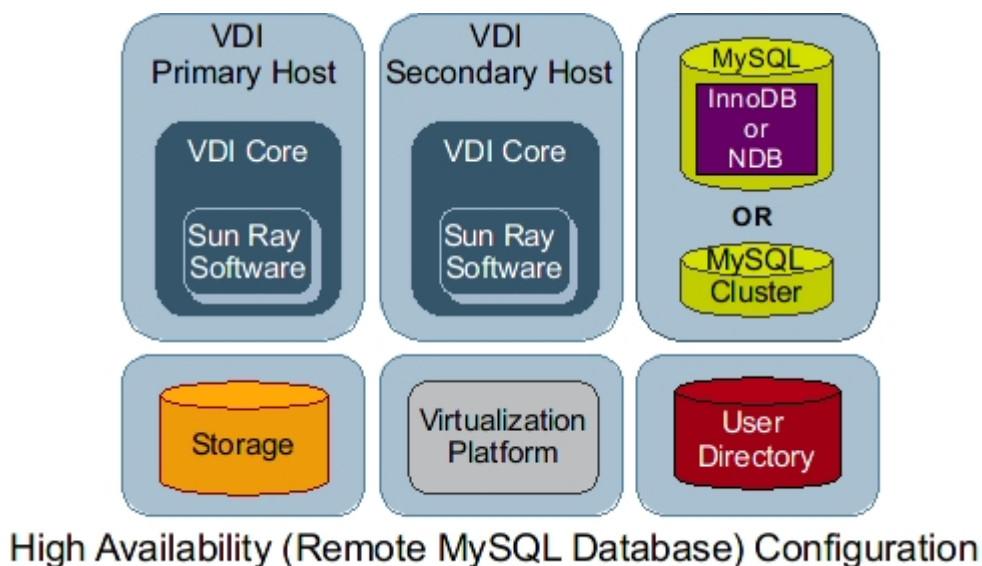 VDI
Primary Host
VDI Core
Sun Ray
Software
VDI
Secondary Host
VDI Core
Sun Ray
Software
MySQL
InnoDB
or
NDB
OR
MySQL
Cluster
Storage
Virtualization
Platform
User
Directory
High Availability (Remote MySQL Database) Configuration